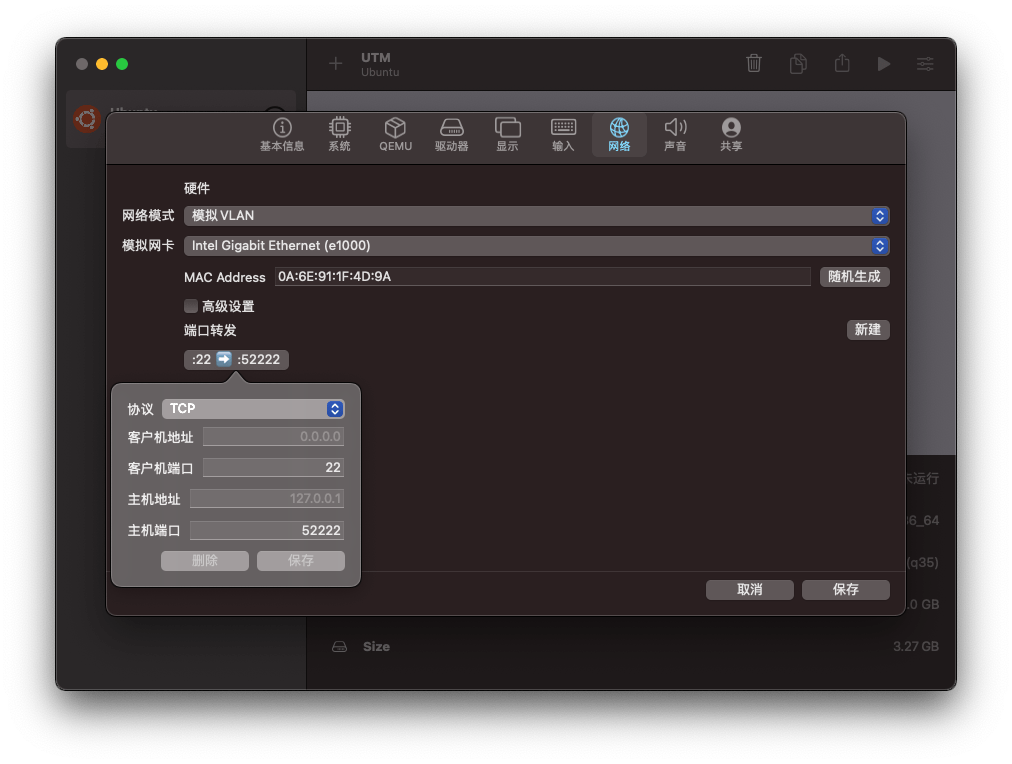 UTM
Ubuntu
Ubuntu
基本信息
系统
QEMU
驱动器
显示
输入
网络
声音
共享
硬件
网络模式 模拟 VLAN
模拟网卡 Intel Gigabit Ethernet (e1000)
MAC Address 0A:6E:91:1F:4D:9A 随机生成
高级设置
端口转发 新建
:22 ➡ :52222
协议 TCP
客户机地址 0.0.0.0
客户机端口 22
主机地址 127.0.0.1
主机端口 52222
删除 保存
未运行
86_64
(q35)
.0 GB
取消 保存
Size 3.27 GB